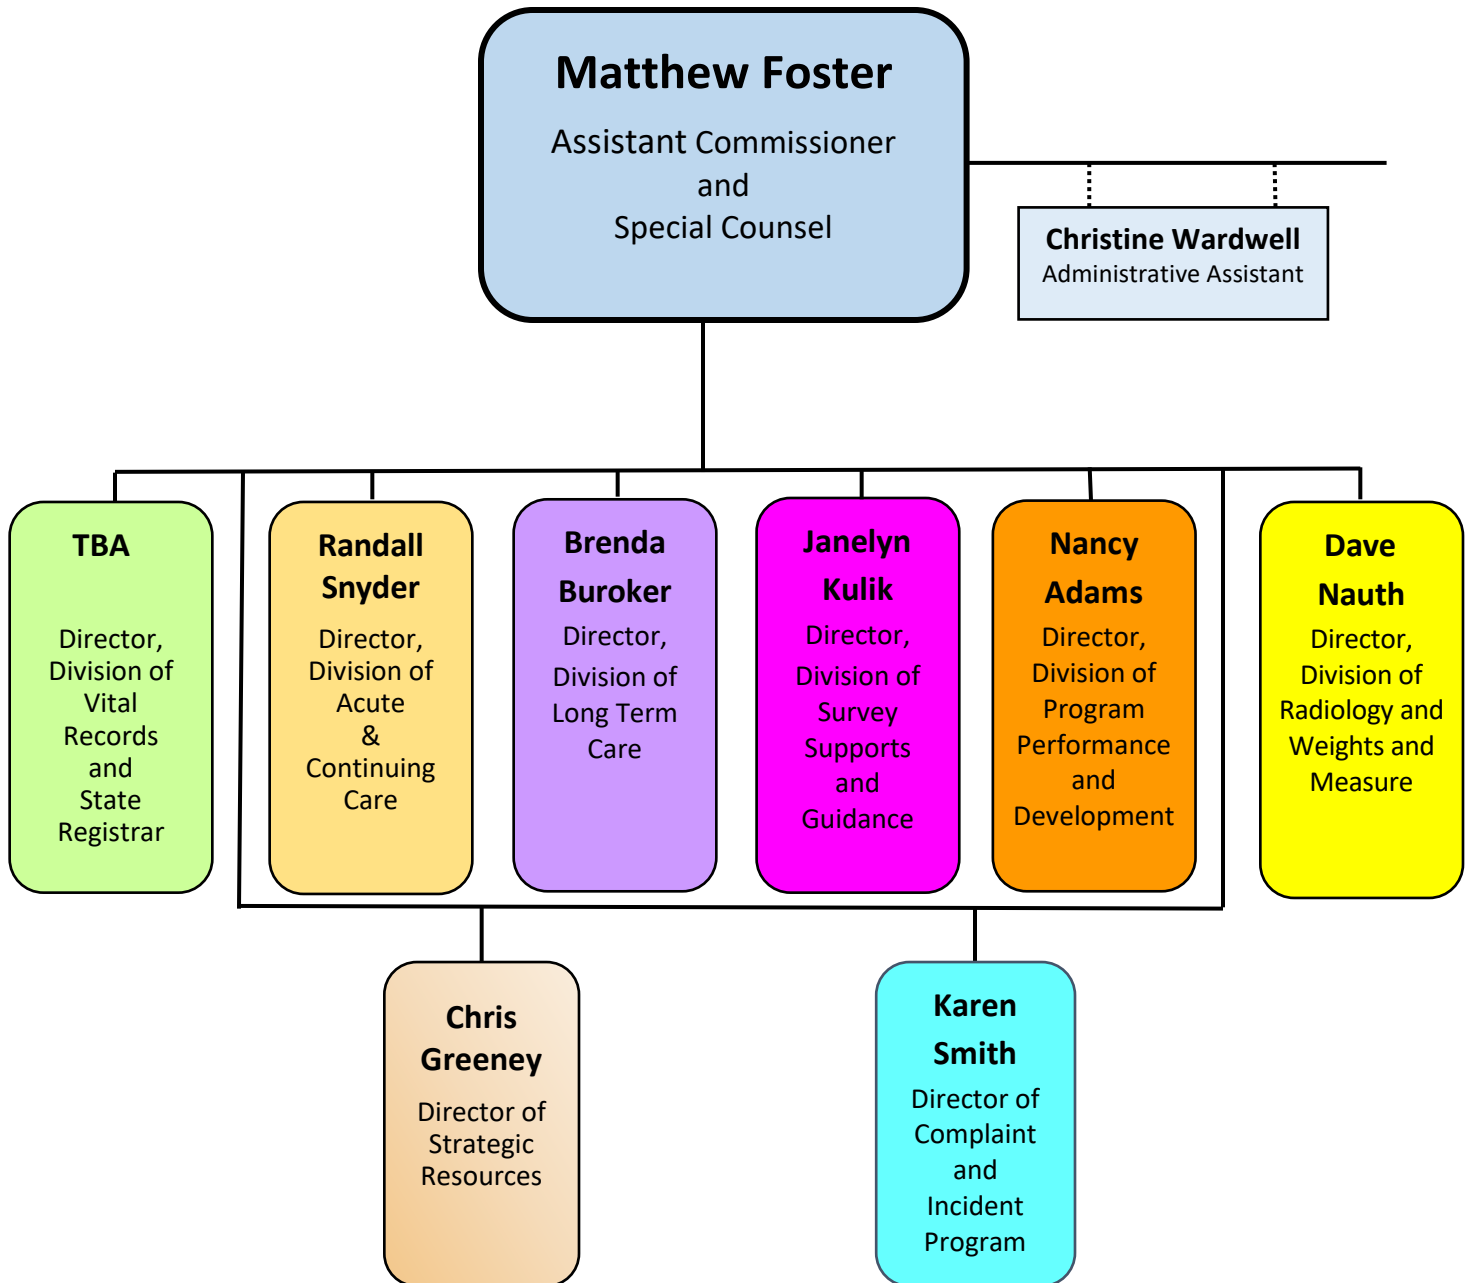 Matthew Foster
Assistant Commissioner
and
Special Counsel
Christine Wardwell
Administrative Assistant
TBA
Director,
Division of
Vital
Records
and
State
Registrar
Randall
Snyder
Director,
Division of
Acute
&
Continuing
Care
Brenda
Buroker
Director,
Division of
Long Term
Care
Janelyn
Kulik
Director,
Division of
Survey
Supports
and
Guidance
Nancy
Adams
Director,
Division of
Program
Performance
and
Development
Dave
Nauth
Director,
Division of
Radiology and
Weights and
Measure
Chris
Greeney
Director of
Strategic
Resources
Karen
Smith
Director of
Complaint
and
Incident
Program